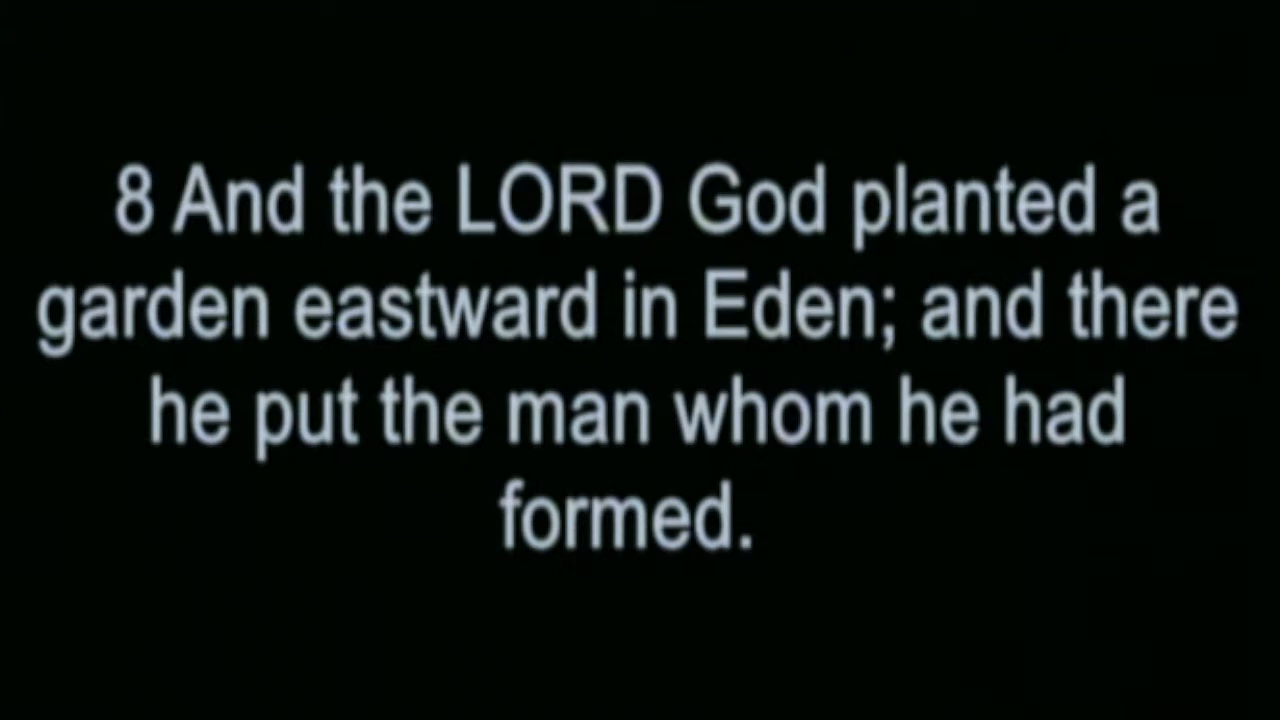 8 And the LORD God planted a
garden eastward in Eden; and there
he put the man whom he had
formed.